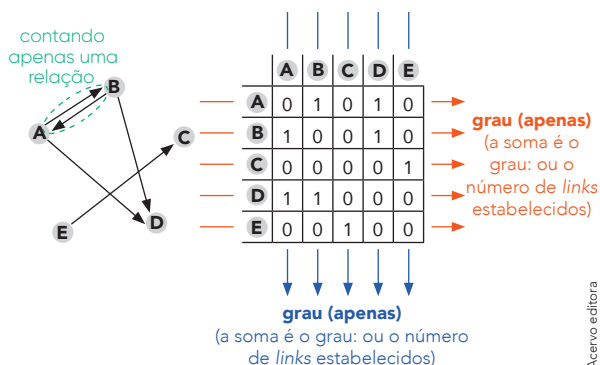 contando
apenas uma
relação
A
B
C
D
E
A B C D E
A 0 1 0 1 0
B 1 0 0 1 0
C 0 0 0 0 1
D 1 1 0 0 0
E 0 0 1 0 0
grau (apenas)
(a soma é o
grau: ou o
número de links
estabelecidos)
grau (apenas)
(a soma é o grau: ou o número
de links estabelecidos)
Acervo editora